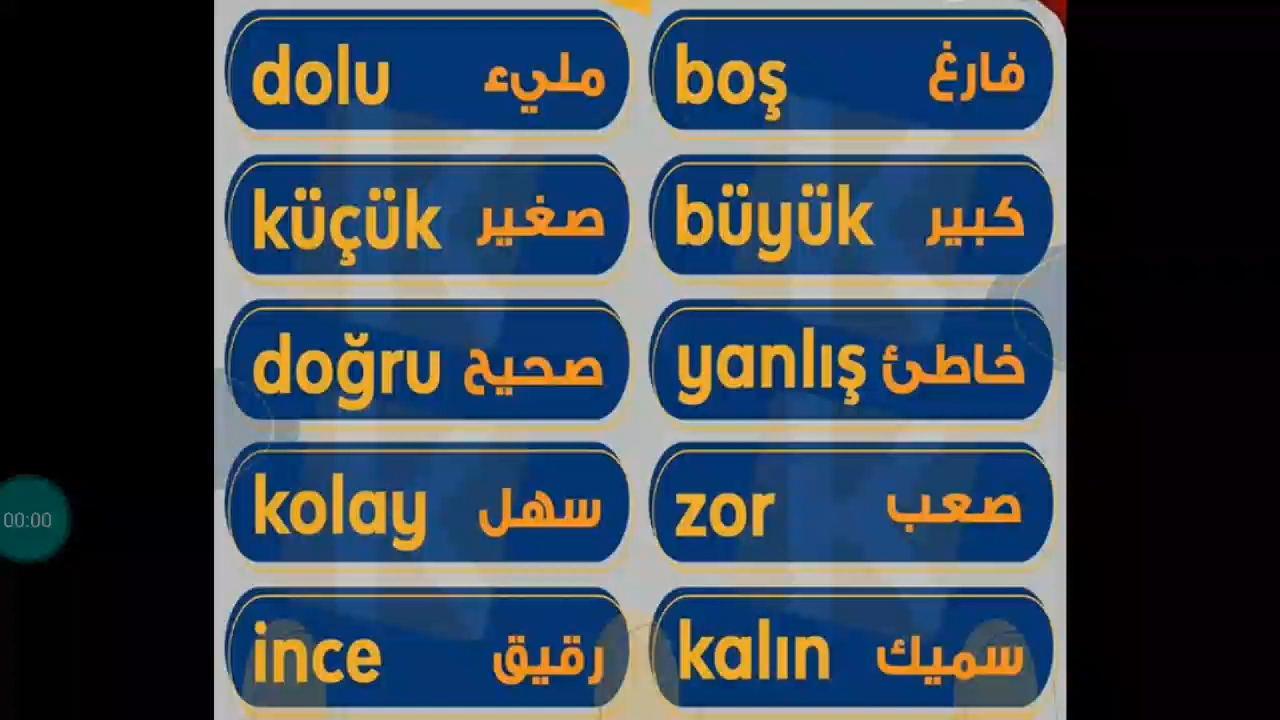 dolu مليء
boş فارغ
küçük صغير
büyük كبير
doğru صحيح
yanlış خاطئ
kolay سهل
zor صعب
ince رقيق
kalın سميك
00:00